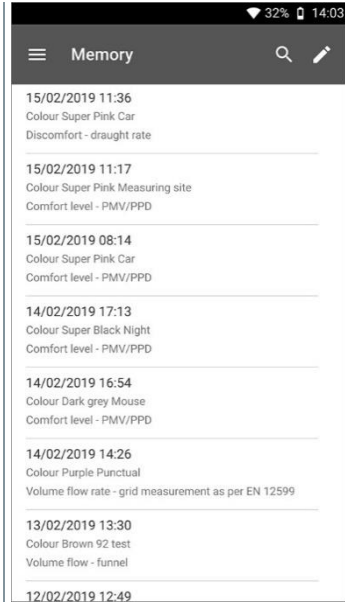 32% 14:03
Memory
15/02/2019 11:36
Colour Super Pink Car
Discomfort - draught rate
15/02/2019 11:17
Colour Super Pink Measuring site
Comfort level - PMV/PPD
15/02/2019 08:14
Colour Super Pink Car
Comfort level - PMV/PPD
14/02/2019 17:13
Colour Super Black Night
Comfort level - PMV/PPD
14/02/2019 16:54
Colour Dark grey Mouse
Comfort level - PMV/PPD
14/02/2019 14:26
Colour Purple Punctual
Volume flow rate - grid measurement as per EN 12599
13/02/2019 13:30
Colour Brown 92 test
Volume flow - funnel
12/02/2019 12:49